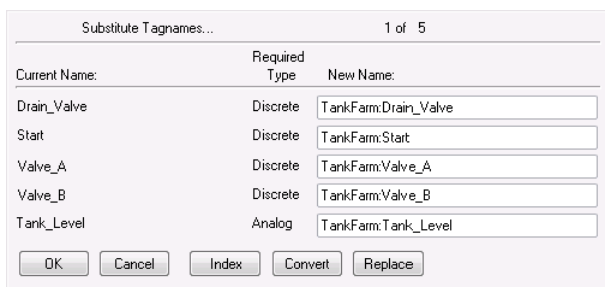 Substitute Tagnames... 1 of 5
Required
Current Name: Type New Name:
Drain_Valve Discrete TankFarm:Drain_Valve
Start Discrete TankFarm:Start
Valve_A Discrete TankFarm:Valve_A
Valve_B Discrete TankFarm:Valve_B
Tank_Level Analog TankFarm:Tank_Level
OK Cancel Index Convert Replace